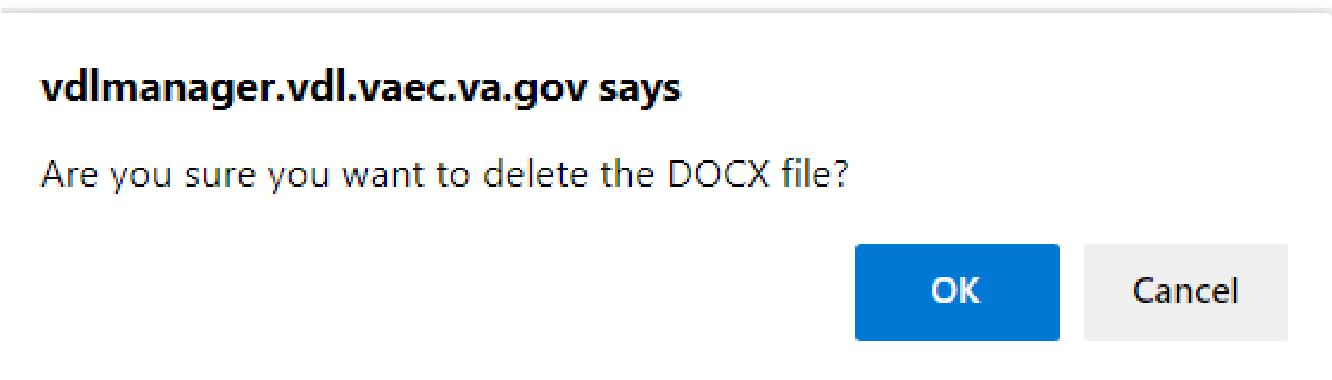 vdlmanager.vdl.vaec.va.gov says
Are you sure you want to delete the DOCX file?
OK
Cancel